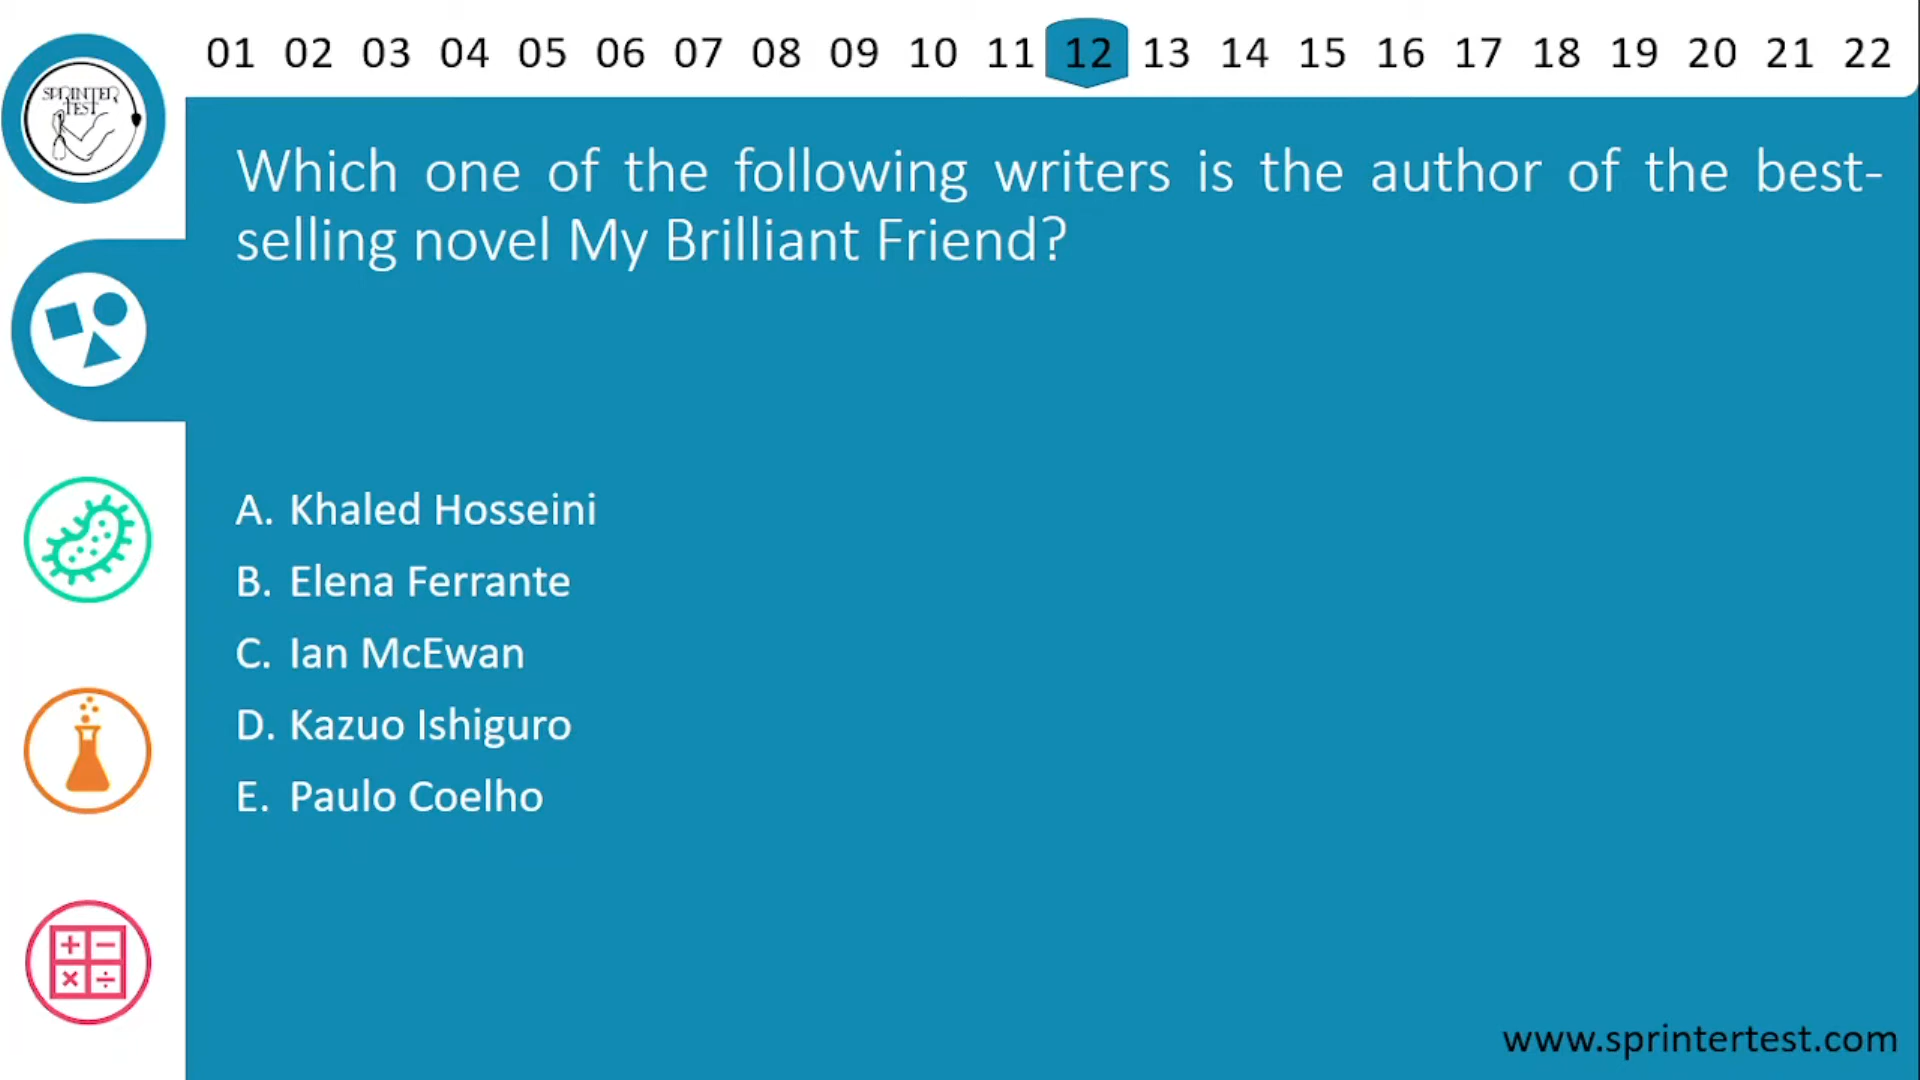 01 02 03 04 05 06 07 08 09 10 11 12 13 14 15 16 17 18 19 20 21 22
SPRINTER
TEST
Which one of the following writers is the author of the best-
selling novel My Brilliant Friend?
A. Khaled Hosseini
B. Elena Ferrante
C. Ian McEwan
D. Kazuo Ishiguro
E. Paulo Coelho
www.sprintertest.com